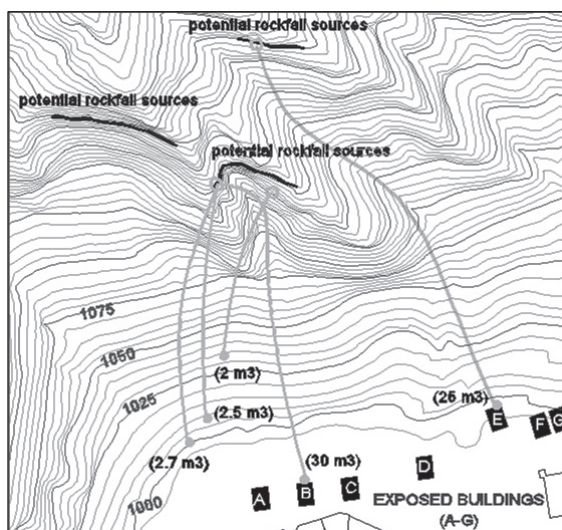 potential rockfall sources
potential rockfall sources
potential rockfall sources
1075
1050
1025
1000
(2 m3)
(2.5 m3)
(2.7 m3)
(25 m3)
(30 m3)
E
F
G
D
A
B
C
EXPOSED BUILDINGS
(A-G)